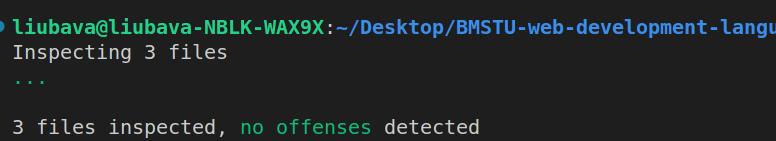 liubava@liubava-NBLK-WAX9X:~/Desktop/BMSTU-web-development-langu
Inspecting 3 files
...
3 files inspected, no offenses detected